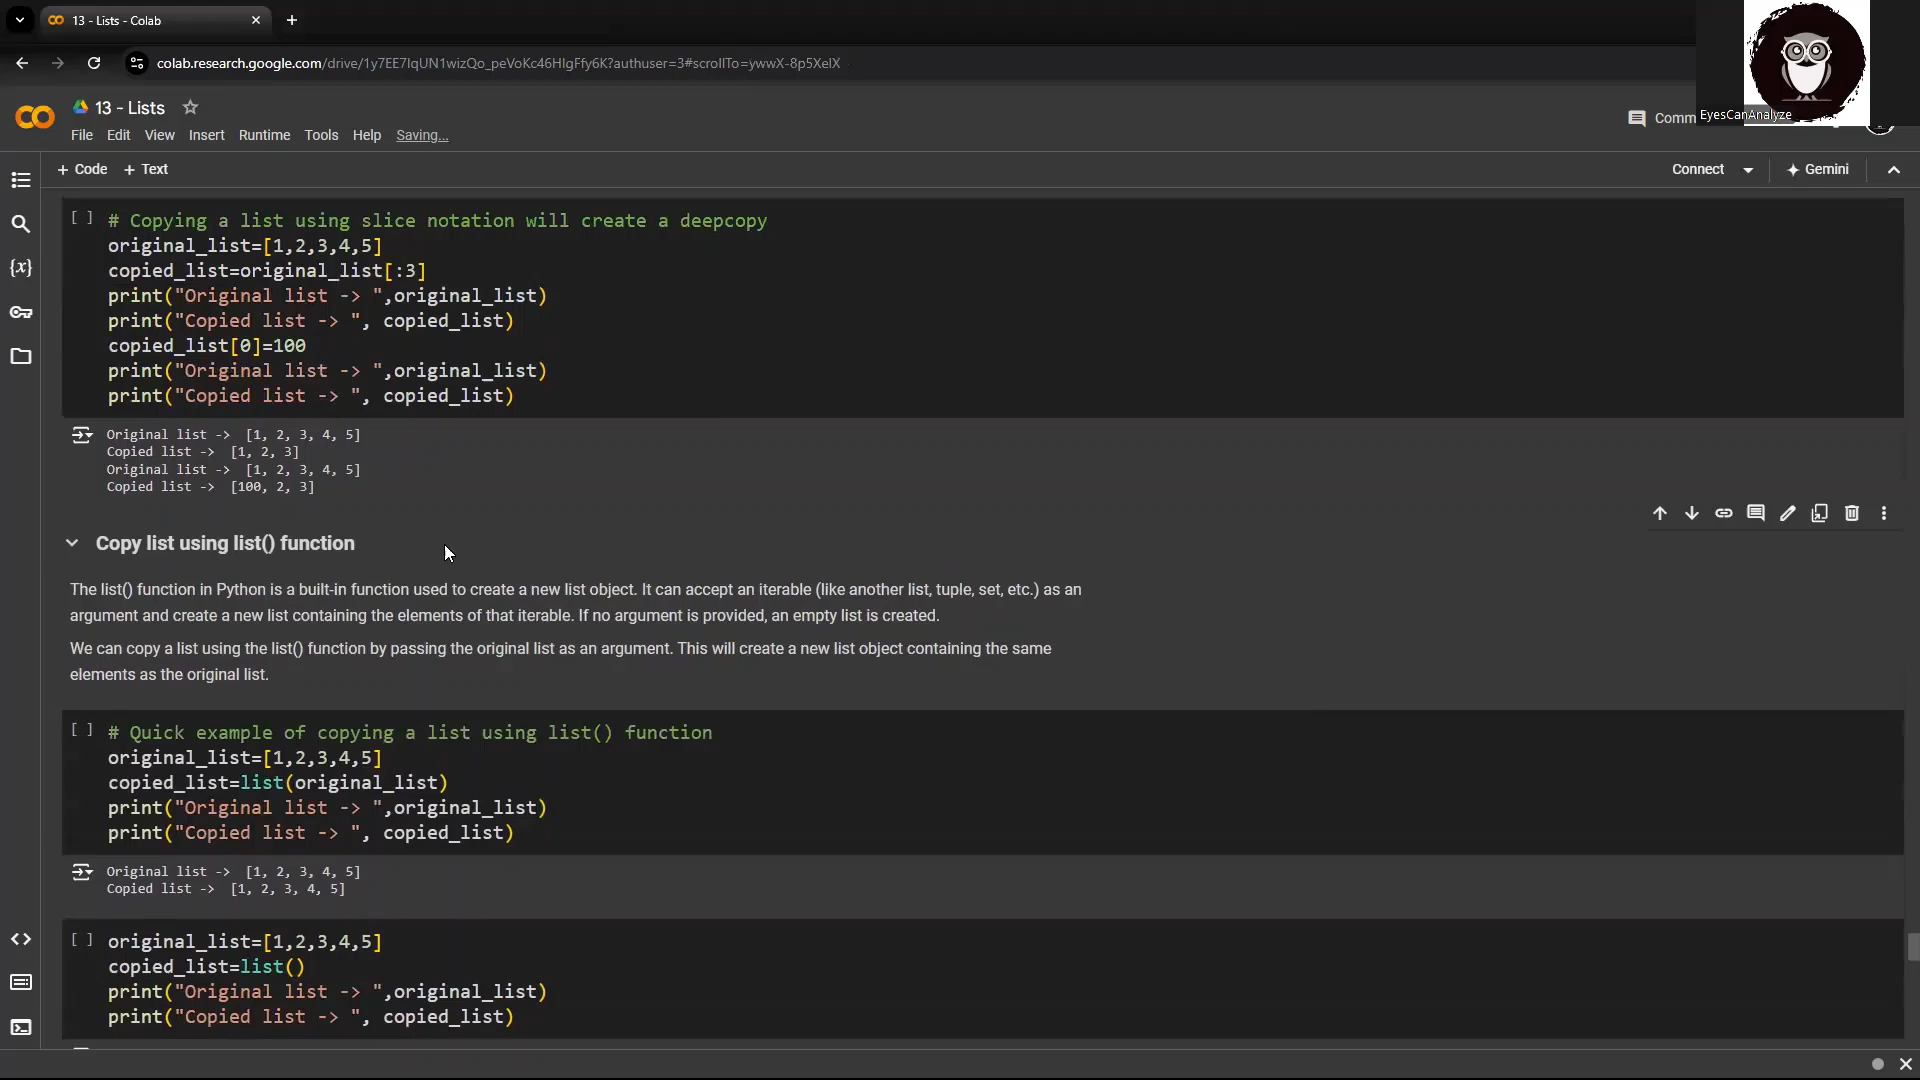 13 - Lists - Colab
colab.research.google.com/drive/1y7EE7lqUN1wizQo_peVoKc46HIgFfy6K?authuser=3#scrollTo=ywwX-8p5XelX
13 - Lists
File Edit View Insert Runtime Tools Help Saving...
Comm
EyesCanAnalyze
+ Code + Text
Connect
Gemini
[ ] # Copying a list using slice notation will create a deepcopy
original_list=[1,2,3,4,5]
copied_list=original_list[:3]
print("Original list -> ",original_list)
print("Copied list -> ", copied_list)
copied_list[0]=100
print("Original list -> ",original_list)
print("Copied list -> ", copied_list)
Original list -> [1, 2, 3, 4, 5]
Copied list -> [1, 2, 3]
Original list -> [1, 2, 3, 4, 5]
Copied list -> [100, 2, 3]
Copy list using list() function
The list() function in Python is a built-in function used to create a new list object. It can accept an iterable (like another list, tuple, set, etc.) as an
argument and create a new list containing the elements of that iterable. If no argument is provided, an empty list is created.
We can copy a list using the list() function by passing the original list as an argument. This will create a new list object containing the same
elements as the original list.
[ ] # Quick example of copying a list using list() function
original_list=[1,2,3,4,5]
copied_list=list(original_list)
print("Original list -> ",original_list)
print("Copied list -> ", copied_list)
Original list -> [1, 2, 3, 4, 5]
Copied list -> [1, 2, 3, 4, 5]
[ ] original_list=[1,2,3,4,5]
copied_list=list()
print("Original list -> ",original_list)
print("Copied list -> ", copied_list)